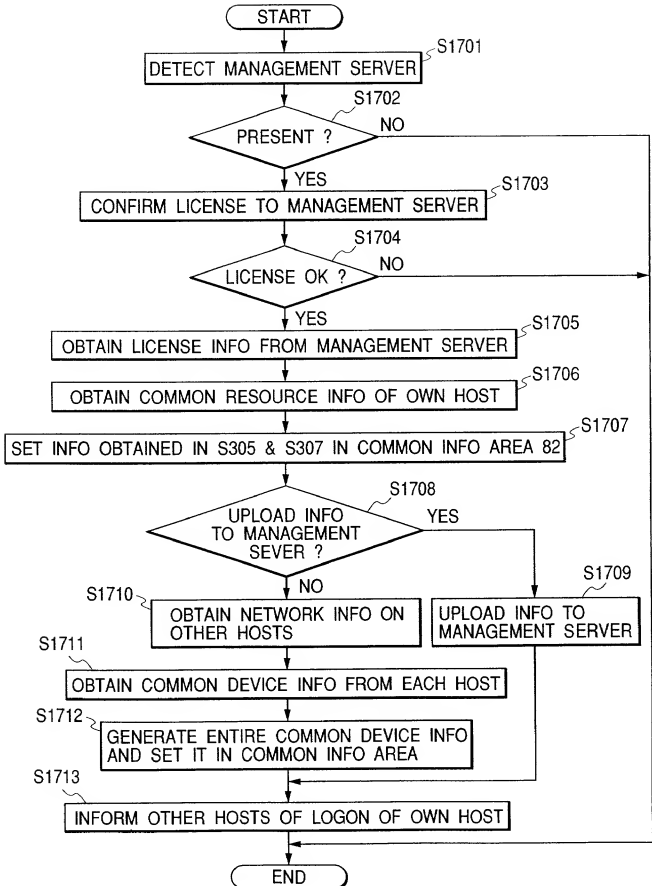 START
S1701
DETECT MANAGEMENT SERVER
S1702
PRESENT ?
NO
YES
S1703
CONFIRM LICENSE TO MANAGEMENT SERVER
S1704
LICENSE OK ?
NO
YES
S1705
OBTAIN LICENSE INFO FROM MANAGEMENT SERVER
S1706
OBTAIN COMMON RESOURCE INFO OF OWN HOST
S1707
SET INFO OBTAINED IN S305 & S307 IN COMMON INFO AREA 82
S1708
UPLOAD INFO
TO MANAGEMENT
SEVER ?
YES
NO
S1709
UPLOAD INFO TO
MANAGEMENT SERVER
S1710
OBTAIN NETWORK INFO ON
OTHER HOSTS
S1711
OBTAIN COMMON DEVICE INFO FROM EACH HOST
S1712
GENERATE ENTIRE COMMON DEVICE INFO
AND SET IT IN COMMON INFO AREA
S1713
INFORM OTHER HOSTS OF LOGON OF OWN HOST
END